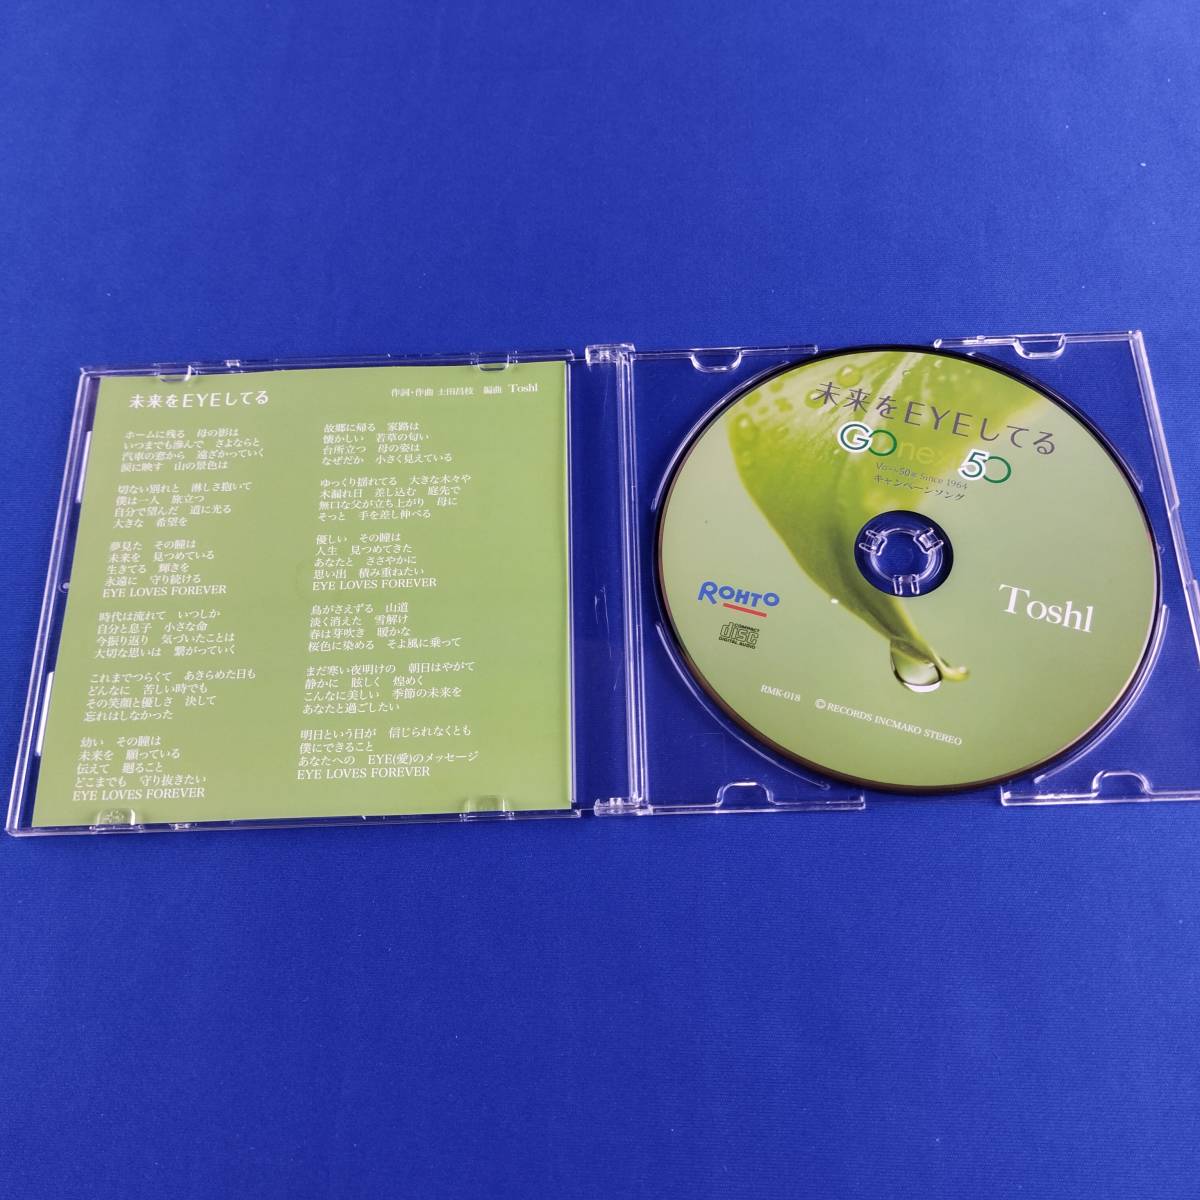 未来をEYEしてる
作詞・作曲 土田昌枝　編曲　Toshl
ホームに残る　母の影は
いつまでも滲んで　さよならと
汽車の窓から　遠ざかっていく
涙に映す　山の景色は
切ない別れと　淋しさ抱いて
僕は一人　旅立つ
自分で望んだ　道に光る
大きな　希望を
夢見た　その瞳は
未来を　見つめている
生きてる　輝きを
永遠に　守り続ける
EYE LOVES FOREVER
時代は流れて　いつしか
自分と息子　小さな命
今振り返り　気づいたことは
大切な思いは　繋がっていく
これまでつらくて　あきらめた日も
どんなに　苦しい時でも
その笑顔と優しさ　決して
忘れはしなかった
幼い　その瞳は
未来を　願っている
伝えて　廻ること
どこまでも　守り抜きたい
EYE LOVES FOREVER
故郷に帰る　家路は
懐かしい　若草の匂い
台所立つ　母の姿は
なぜだか　小さく見えている
ゆっくり揺れてる　大きな木々や
木漏れ日　差し込む　庭先で
無口な父が立ち上がり　母に
そっと　手を差し伸べる
優しい　その瞳は
人生　見つめてきた
あなたと　ささやかに
思い出　積み重ねたい
EYE LOVES FOREVER
鳥がさえずる　山道
淡く消えた　雪解け
春は芽吹き　暖かな
桜色に染める　そよ風に乗って
まだ寒い夜明けの　朝日はやがて
静かに　眩しく　煌めく
こんなに美しい　季節の未来を
あなたと過ごしたい
明日という日が　信じられなくとも
僕にできること
あなたへの　EYE(愛)のメッセージ
EYE LOVES FOREVER
未来をEYEしてる
GO next 50
Vロート50周 Since 1964
キャンペーンソング
ROHTO
COMPACT
disc
DIGITAL AUDIO
Toshl
RMK-018
Ⓒ RECORDS INCMAKO STEREO